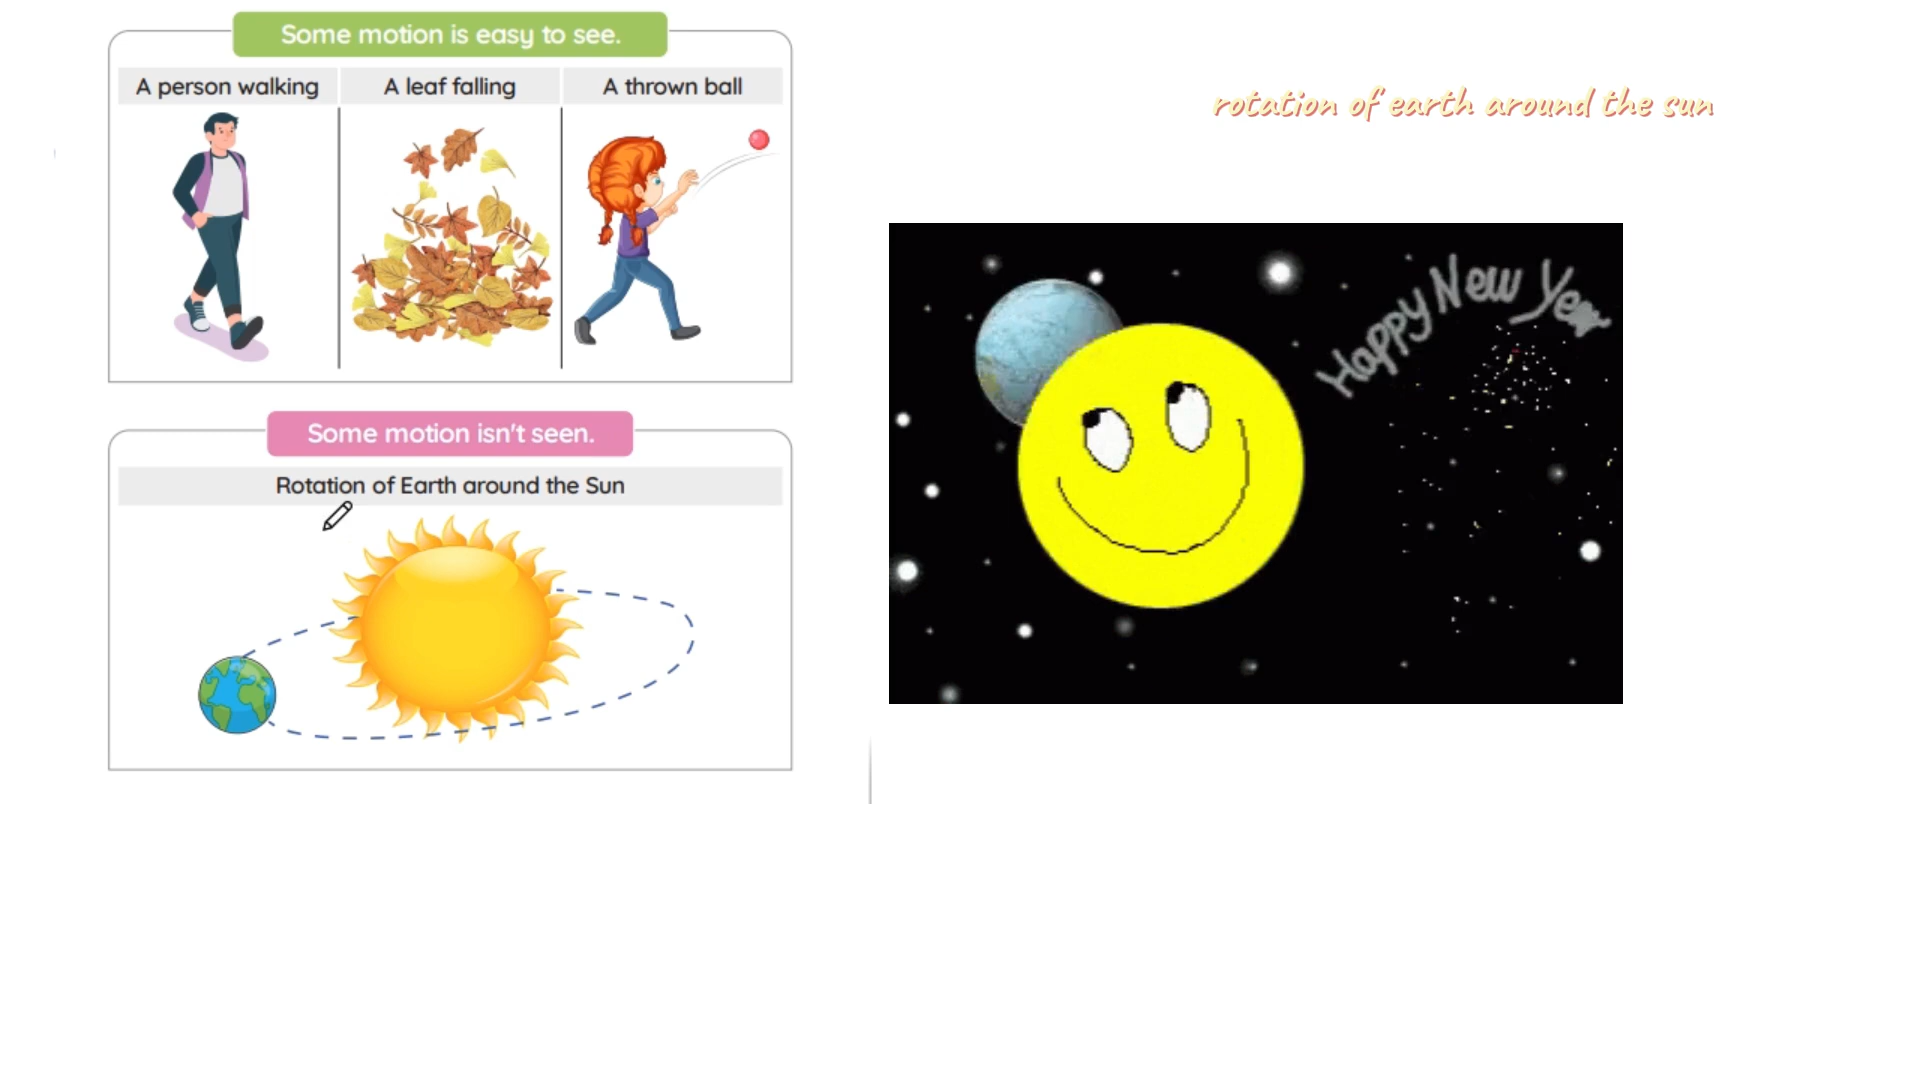 Some motion is easy to see.
A person walking
A leaf falling
A thrown ball
Some motion isn't seen.
Rotation of Earth around the Sun
rotation of earth around the sun
Happy New Year